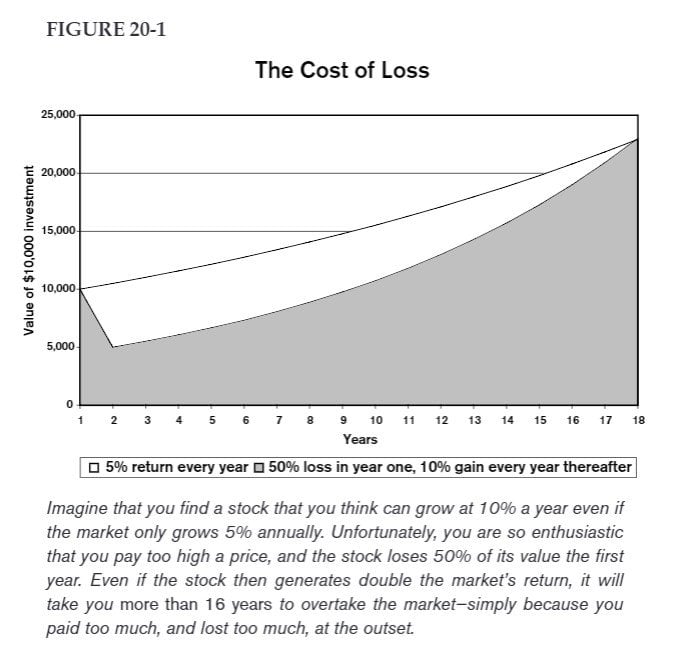 FIGURE 20-1
The Cost of Loss
Value of $10,000 investment
25,000
20,000
15,000
10,000
5,000
0
1 2 3 4 5 6 7 8 9 10 11 12 13 14 15 16 17 18
Years
5% return every year 50% loss in year one, 10% gain every year thereafter
Imagine that you find a stock that you think can grow at 10% a year even if
the market only grows 5% annually. Unfortunately, you are so enthusiastic
that you pay too high a price, and the stock loses 50% of its value the first
year. Even if the stock then generates double the market's return, it will
take you more than 16 years to overtake the market—simply because you
paid too much, and lost too much, at the outset.